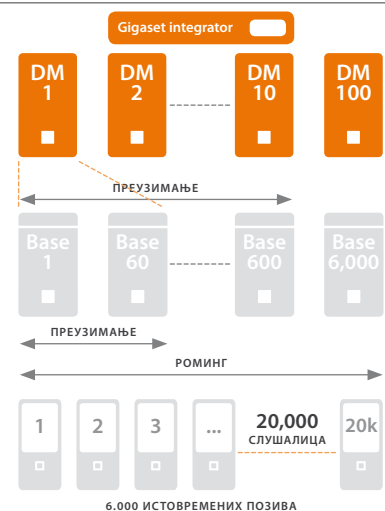 Gigaset integrator
DM 1
DM 2
DM 10
DM 100
ПРЕУЗИМАЊЕ
Base 1
Base 60
Base 600
Base 6,000
ПРЕУЗИМАЊЕ
РОМИНГ
1
2
3
...
20,000
СЛУШАЛИЦА
20k
6.000 ИСТОВРЕМЕНИХ ПОЗИВА